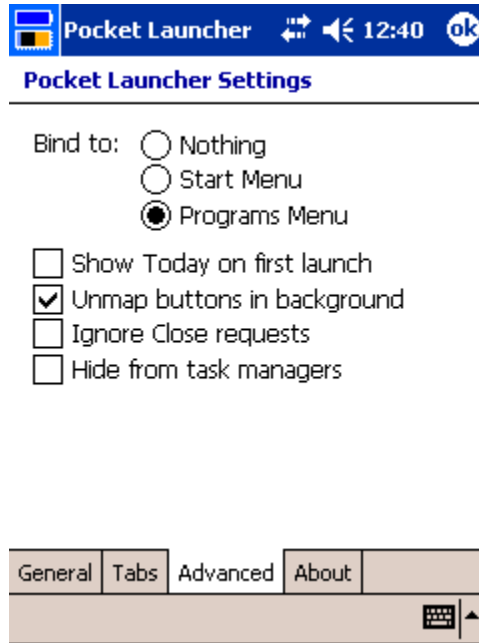 Pocket Launcher 12:40 ok
Pocket Launcher Settings
Bind to: Nothing
Start Menu
Programs Menu
Show Today on first launch
Unmap buttons in background
Ignore Close requests
Hide from task managers
General Tabs Advanced About